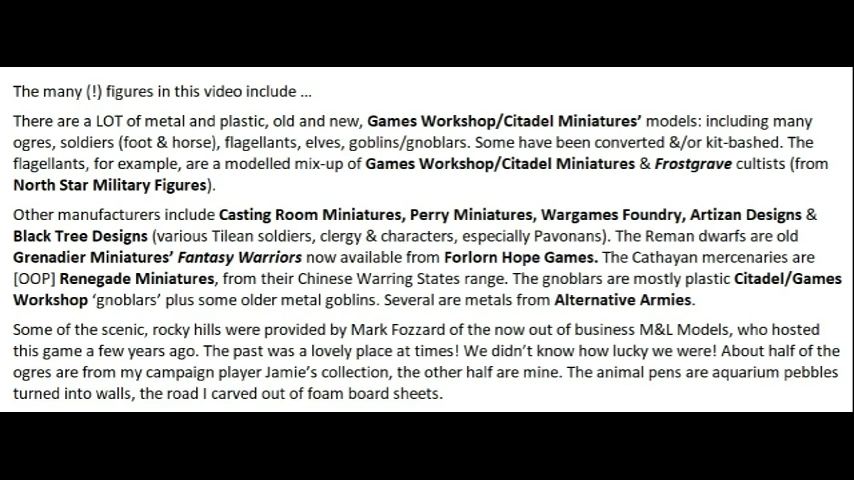 The many (!) figures in this video include ...
There are a LOT of metal and plastic, old and new, Games Workshop/Citadel Miniatures' models: including many
ogres, soldiers (foot & horse), flagellants, elves, goblins/gnoblars. Some have been converted &/or kit-bashed. The
flagellants, for example, are a modelled mix-up of Games Workshop/Citadel Miniatures & Frostgrave cultists (from
North Star Military Figures).
Other manufacturers include Casting Room Miniatures, Perry Miniatures, Wargames Foundry, Artizan Designs &
Black Tree Designs (various Tilean soldiers, clergy & characters, especially Pavonans). The Reman dwarfs are old
Grenadier Miniatures' Fantasy Warriors now available from Forlorn Hope Games. The Cathayan mercenaries are
[OOP] Renegade Miniatures, from their Chinese Warring States range. The gnoblars are mostly plastic Citadel/Games
Workshop 'gnoblars' plus some older metal goblins. Several are metals from Alternative Armies.
Some of the scenic, rocky hills were provided by Mark Fozzard of the now out of business M&L Models, who hosted
this game a few years ago. The past was a lovely place at times! We didn't know how lucky we were! About half of the
ogres are from my campaign player Jamie's collection, the other half are mine. The animal pens are aquarium pebbles
turned into walls, the road I carved out of foam board sheets.